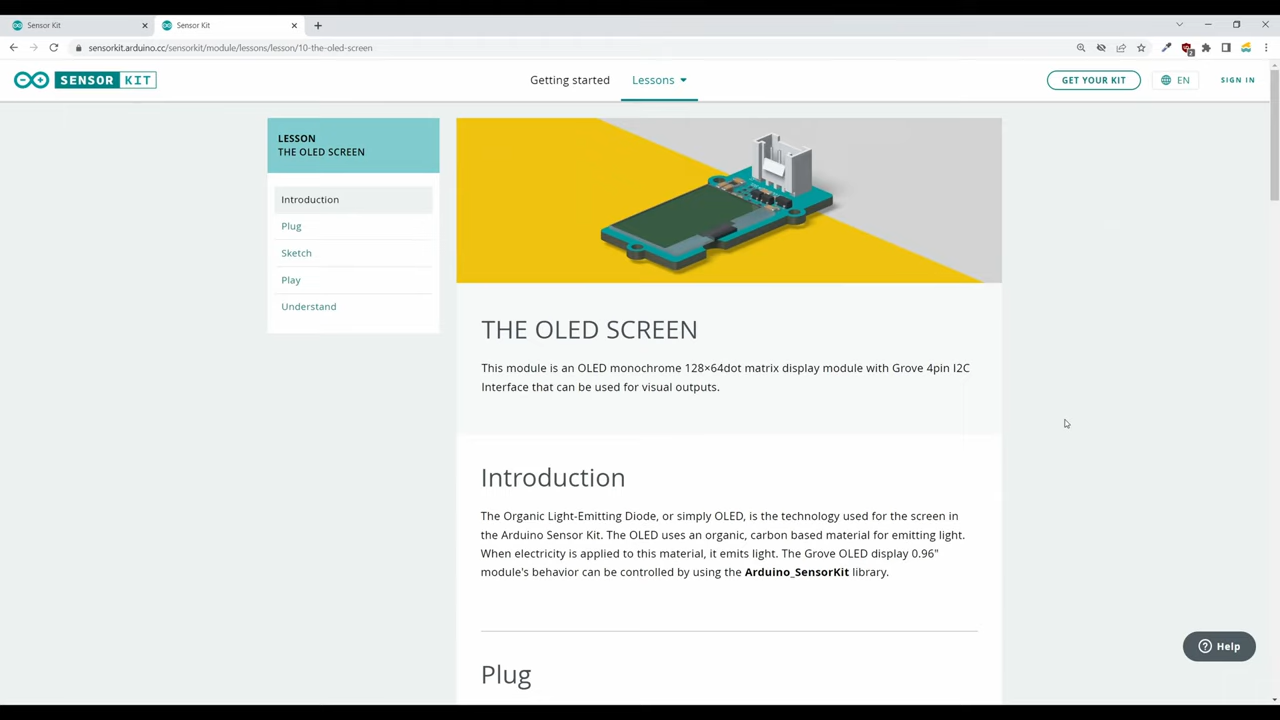 Sensor Kit
Sensor Kit
sensorkit.arduino.cc/sensorkit/module/lessons/lesson/10-the-oled-screen
2
SENSOR KIT
Getting started
Lessons
GET YOUR KIT
EN
SIGN IN
LESSON
THE OLED SCREEN
Introduction
Plug
Sketch
Play
Understand
THE OLED SCREEN
This module is an OLED monochrome 128×64dot matrix display module with Grove 4pin I2C
Interface that can be used for visual outputs.
Introduction
The Organic Light-Emitting Diode, or simply OLED, is the technology used for the screen in
the Arduino Sensor Kit. The OLED uses an organic, carbon based material for emitting light.
When electricity is applied to this material, it emits light. The Grove OLED display 0.96"
module's behavior can be controlled by using the Arduino_SensorKit library.
Plug
Help